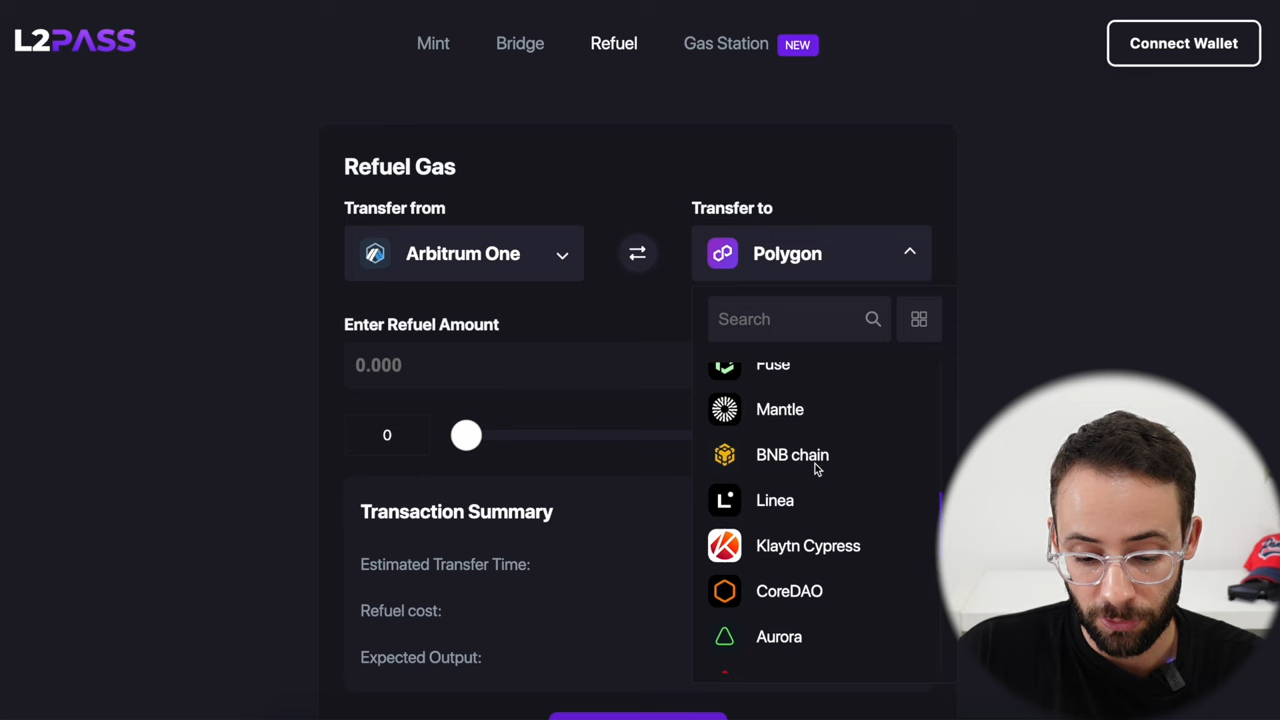 L2PASS
Mint
Bridge
Refuel
Gas Station NEW
Connect Wallet
Refuel Gas
Transfer from
Transfer to
Arbitrum One
Polygon
Search
Enter Refuel Amount
0.000
0
Fuse
Mantle
BNB chain
Linea
Klaytn Cypress
CoreDAO
Aurora
Transaction Summary
Estimated Transfer Time:
Refuel cost:
Expected Output: